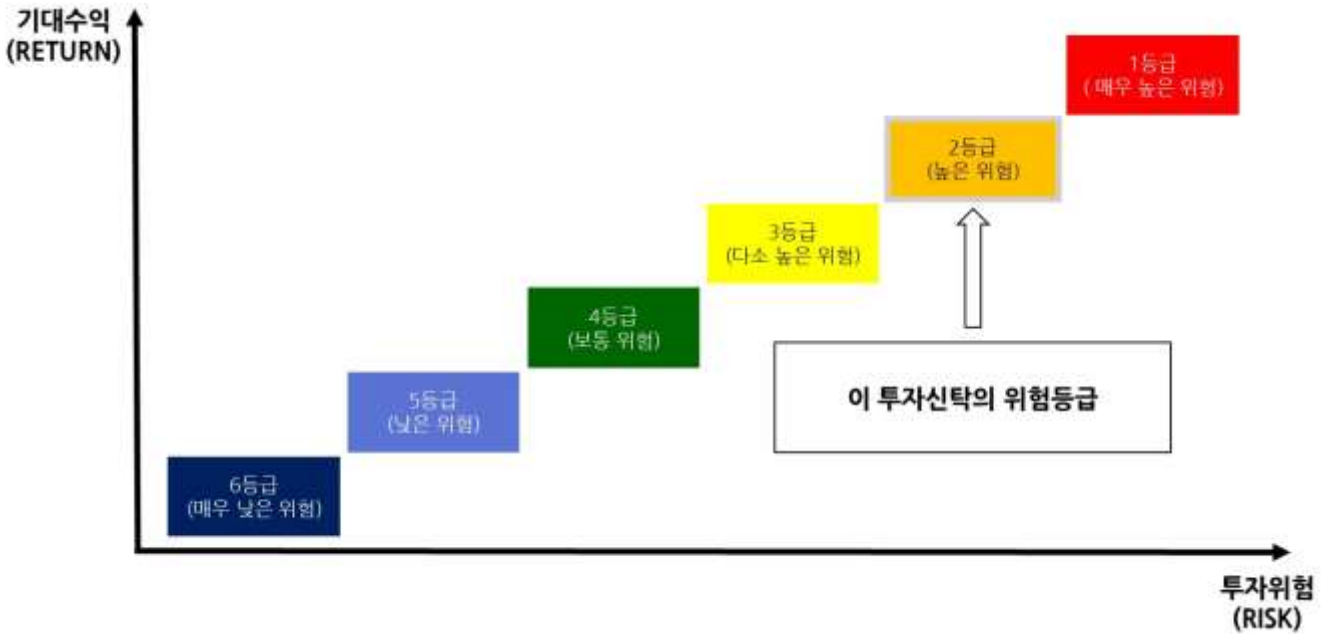 기대수익
(RETURN)
1등급
( 매우 높은 위험)
2등급
(높은 위험)
3등급
(다소 높은 위험)
4등급
(보통 위험)
이 투자신탁의 위험등급
5등급
(낮은 위험)
6등급
(매우 낮은 위험)
투자위험
(RISK)